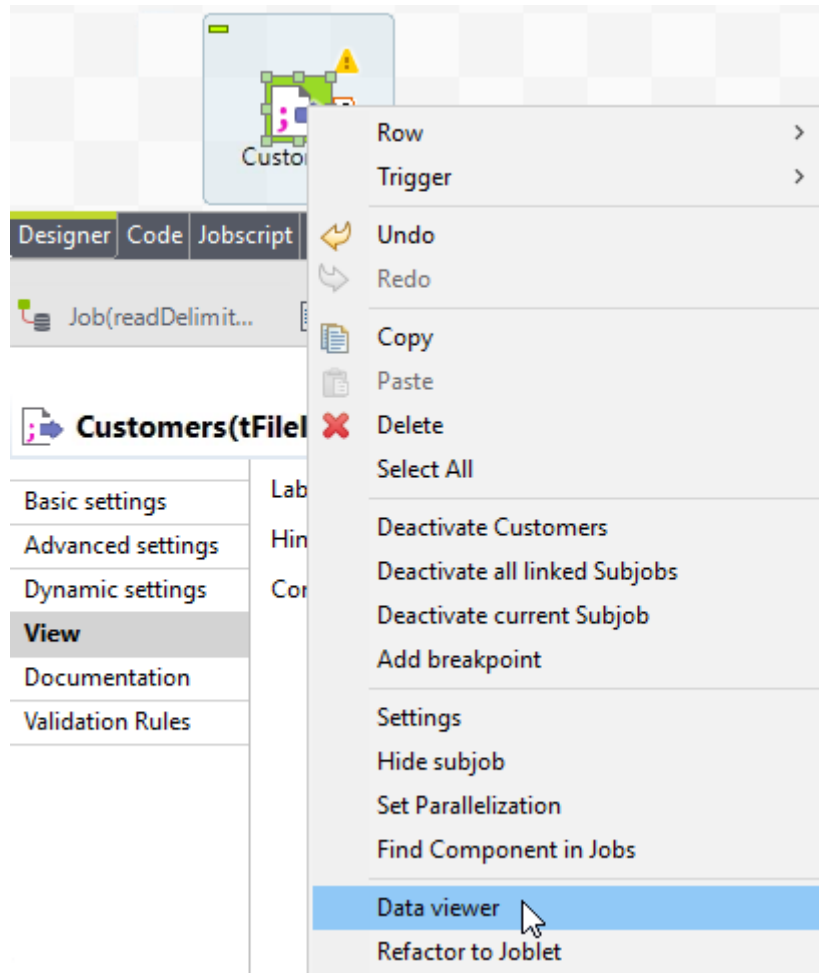 Custo
Row
Trigger
Designer Code Jobscript
Undo
Redo
Job(readDelimit...
Copy
Paste
Customers(tFileI
Delete
Select All
Basic settings
Lab
Advanced settings
Hin
Dynamic settings
Con
View
Documentation
Validation Rules
Deactivate Customers
Deactivate all linked Subjobs
Deactivate current Subjob
Add breakpoint
Settings
Hide subjob
Set Parallelization
Find Component in Jobs
Data viewer
Refactor to Joblet